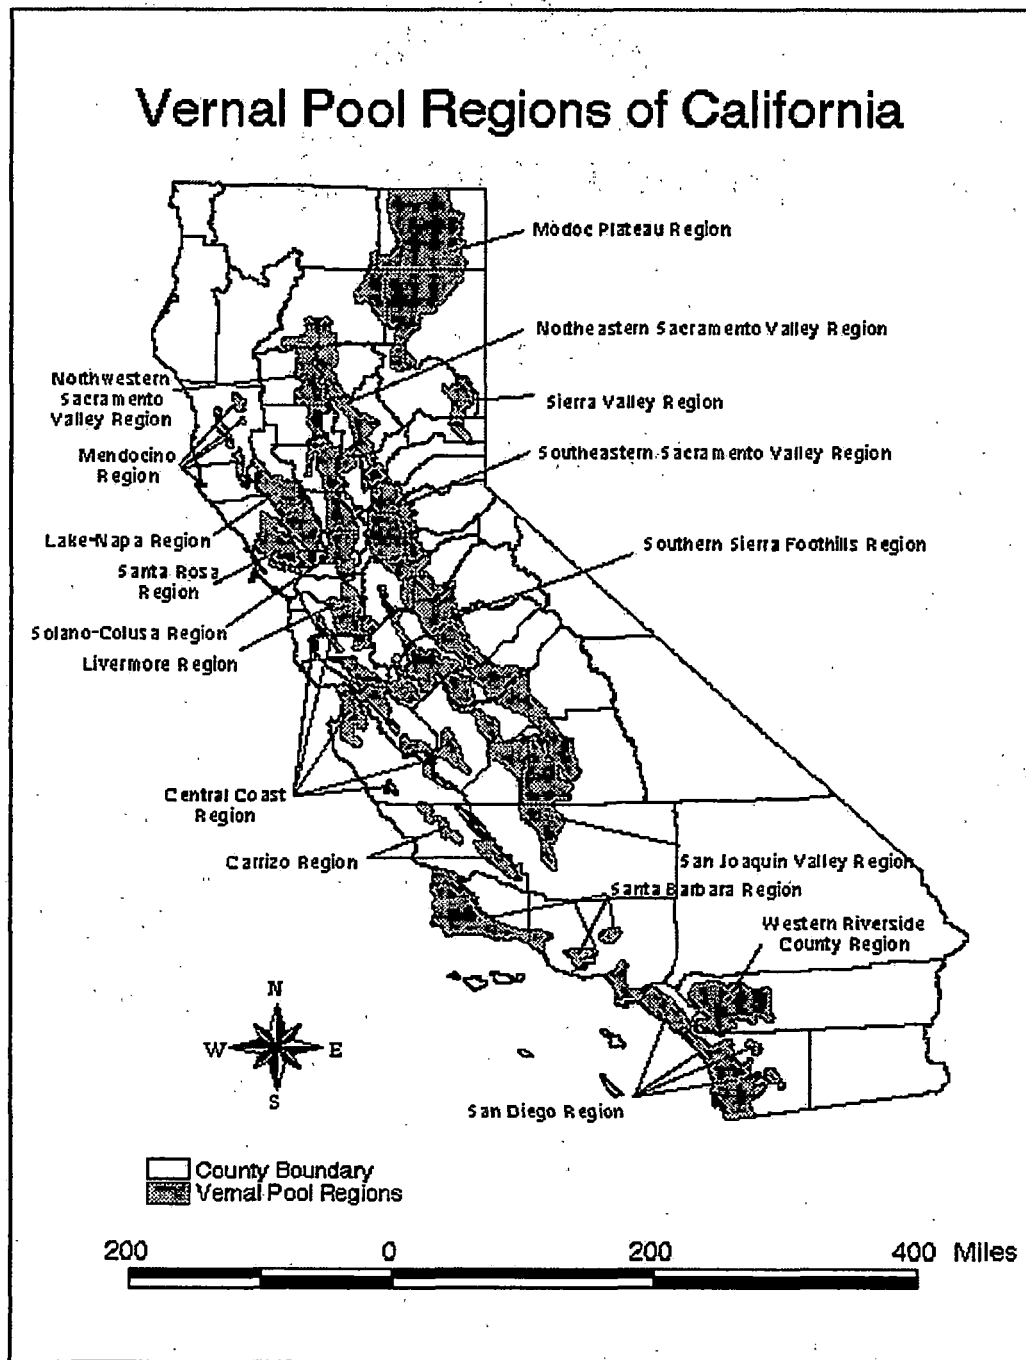 Vernal Pool Regions of California
Modoc Plateau Region
Northeastern Sacramento Valley Region
Northwestern
Sacramento
Valley Region
Sierra Valley Region
Mendocino
Region
Southeastern Sacramento Valley Region
Lake-Napa Region
Southern Sierra Foothills Region
Santa Rosa
Region
Solano-Colusa Region
Livermore Region
Central Coast
Region
Carrizo Region
San Joaquin Valley Region
Santa Barbara Region
Western Riverside
County Region
N
W E
S
San Diego Region
County Boundary
Vernal Pool Regions
200 0 200 400 Miles